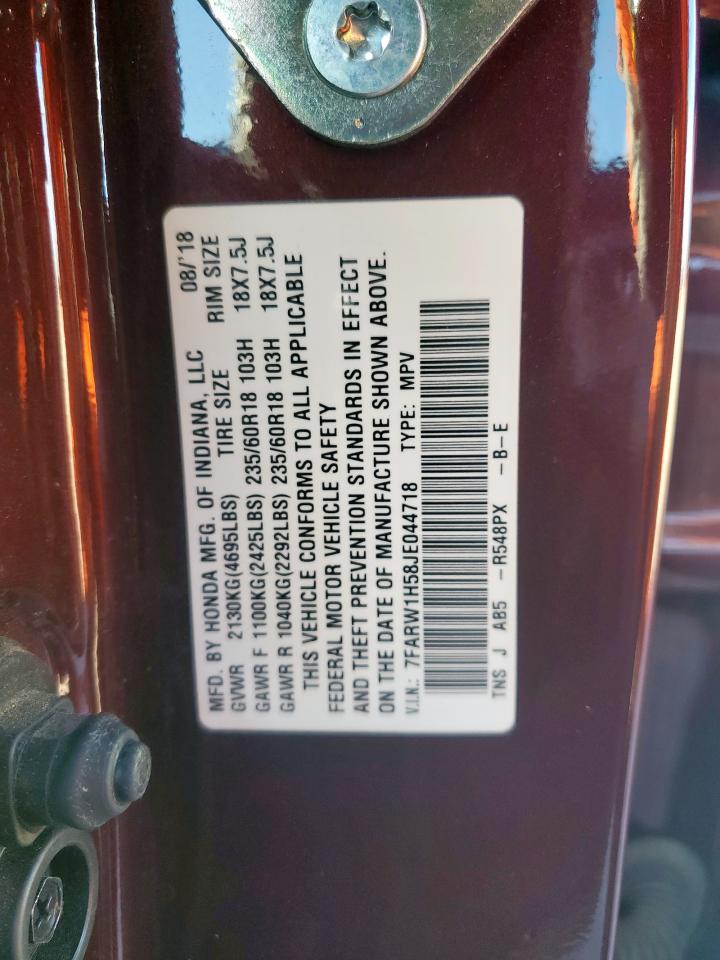 MFD. BY HONDA MFG. OF INDIANA, LLC 08/'18
GVWR 2130KG(4695LBS) TIRE SIZE RIM SIZE
GAWR F 1100KG(2425LBS) 235/60R18 103H 18X7.5J
GAWR R 1040KG(2292LBS) 235/60R18 103H 18X7.5J
THIS VEHICLE CONFORMS TO ALL APPLICABLE
FEDERAL MOTOR VEHICLE SAFETY
AND THEFT PREVENTION STANDARDS IN EFFECT
ON THE DATE OF MANUFACTURE SHOWN ABOVE.
V.I.N.: 7FARW1H58JE044718 TYPE: MPV
TNS J AB5 -R548PX -B-E